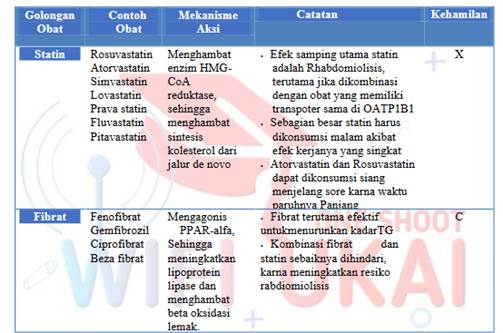 Golongan Obat | Contoh Obat | Mekanisme Aksi | Catatan | Kehamilan
Statin
Rosuvastatin
Atorvastatin
Simvastatin
Lovastatin
Prava statin
Fluvastatin
Pitavastatin
Menghambat
enzim HMG-
CoA
reduktase,
sehingga
menghambat
sintesis
kolesterol dari
jalur de novo
• Efek samping utama statin
adalah Rhabdomiolisis,
terutama jika dikombinasi
dengan obat yang memiliki
transpoter sama di OATP1B1
• Sebagian besar statin harus
dikonsumsi malam akibat
efek kerjanya yang singkat
• Atorvastatin dan Rosuvastatin
dapat dikonsumsi siang
menjelang sore karna waktu
paruhnya Panjang
X
Fibrat
Fenofibrat
Gemfibrozil
Ciprofibrat
Beza fibrat
Mengagonis
PPAR-alfa,
Sehingga
meningkatkan
lipoprotein
lipase dan
menghambat
beta oksidasi
lemak.
• Fibrat terutama efektif
untukmenurunkan kadarTG
• Kombinasi fibrat dan
statin sebaiknya dihindari,
karna meningkatkan resiko
rabdiomiolisis
C
SHOOT
UKAI